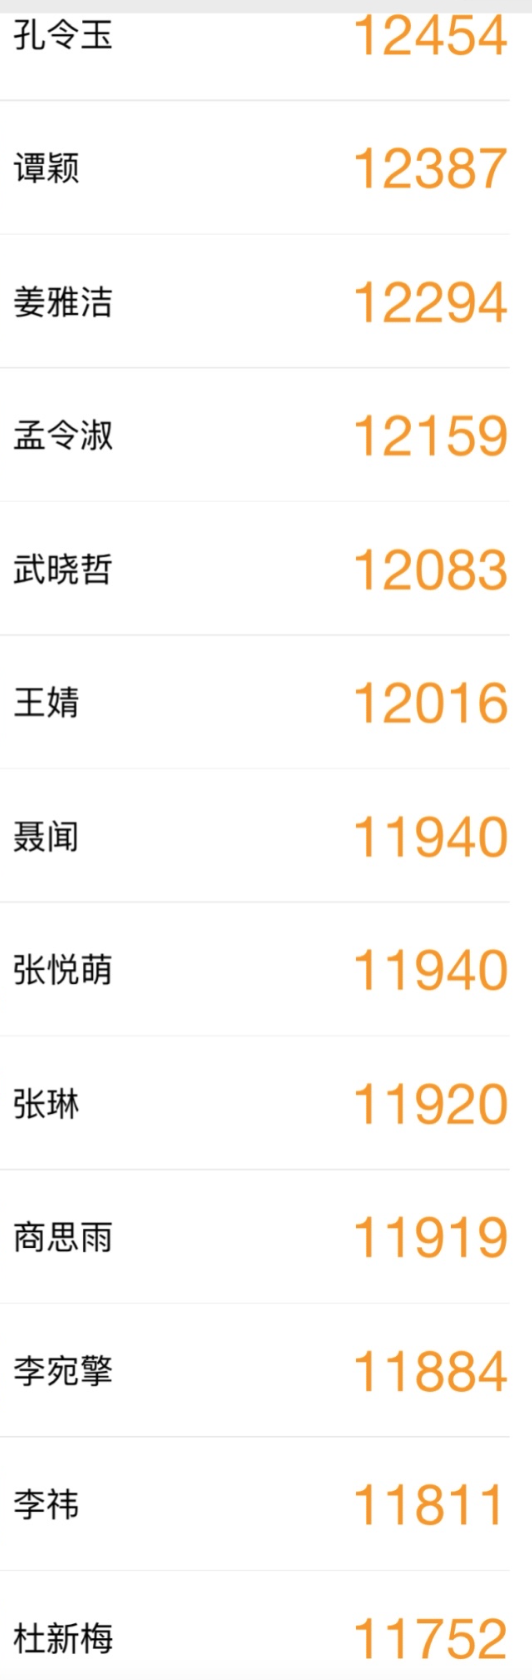 孔令玉 12454
谭颖 12387
姜雅洁 12294
孟令淑 12159
武晓哲 12083
王婧 12016
聂闻 11940
张悦萌 11940
张琳 11920
商思雨 11919
李宛擎 11884
李祎 11811
杜新梅 11752